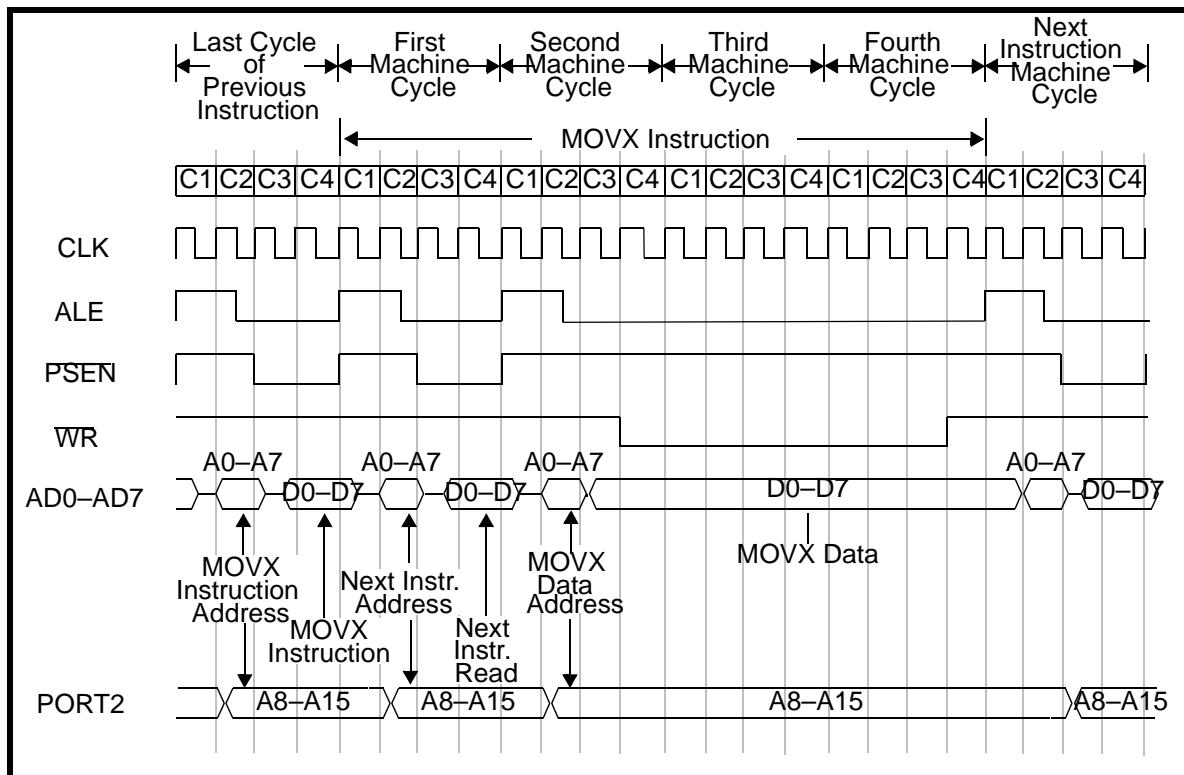 Last Cycle
of
Previous
Instruction
First
Machine
Cycle
Second
Machine
Cycle
Third
Machine
Cycle
Fourth
Machine
Cycle
Next
Instruction
Machine
Cycle
MOVX Instruction
C1 C2 C3 C4 C1 C2 C3 C4 C1 C2 C3 C4 C1 C2 C3 C4 C1 C2 C3 C4 C1 C2 C3 C4
CLK
ALE
PSEN
WR
A0–A7 A0–A7 A0–A7 A0–A7
AD0–AD7 D0–D7 D0–D7 D0–D7 D0–D7
MOVX
Instruction
Address
MOVX
Instruction
Next Instr.
Address
Next
Instr.
Read
MOVX
Data
Address
MOVX Data
PORT2 A8–A15 A8–A15 A8–A15 A8–A15